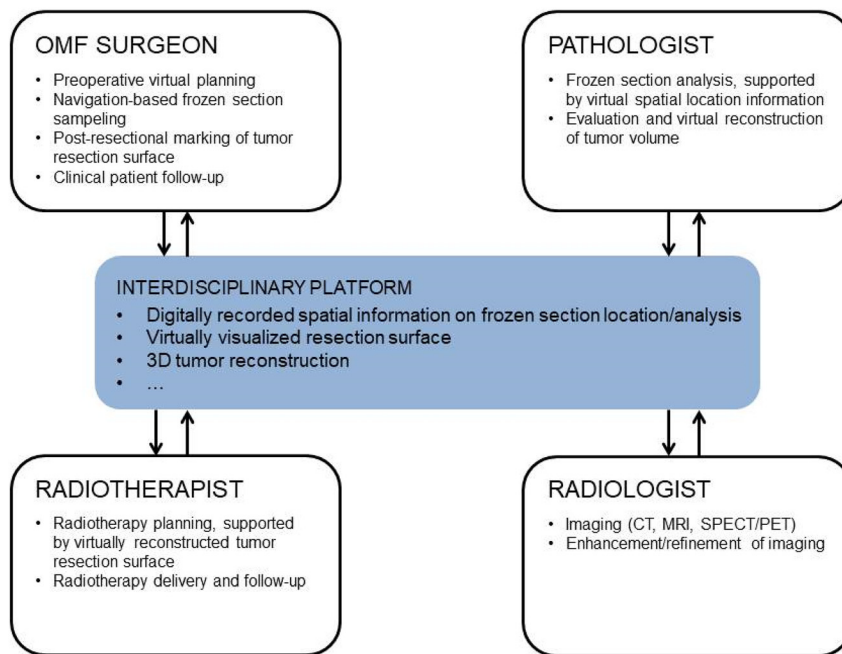 OMF SURGEON
• Preoperative virtual planning
• Navigation-based frozen section
sampeling
• Post-resectional marking of tumor
resection surface
• Clinical patient follow-up
PATHOLOGIST
• Frozen section analysis, supported
by virtual spatial location information
• Evaluation and virtual reconstruction
of tumor volume
INTERDISCIPLINARY PLATFORM
• Digitally recorded spatial information on frozen section location/analysis
• Virtually visualized resection surface
• 3D tumor reconstruction
• …
RADIOTHERAPIST
• Radiotherapy planning, supported
by virtually reconstructed tumor
resection surface
• Radiotherapy delivery and follow-up
RADIOLOGIST
• Imaging (CT, MRI, SPECT/PET)
• Enhancement/refinement of imaging